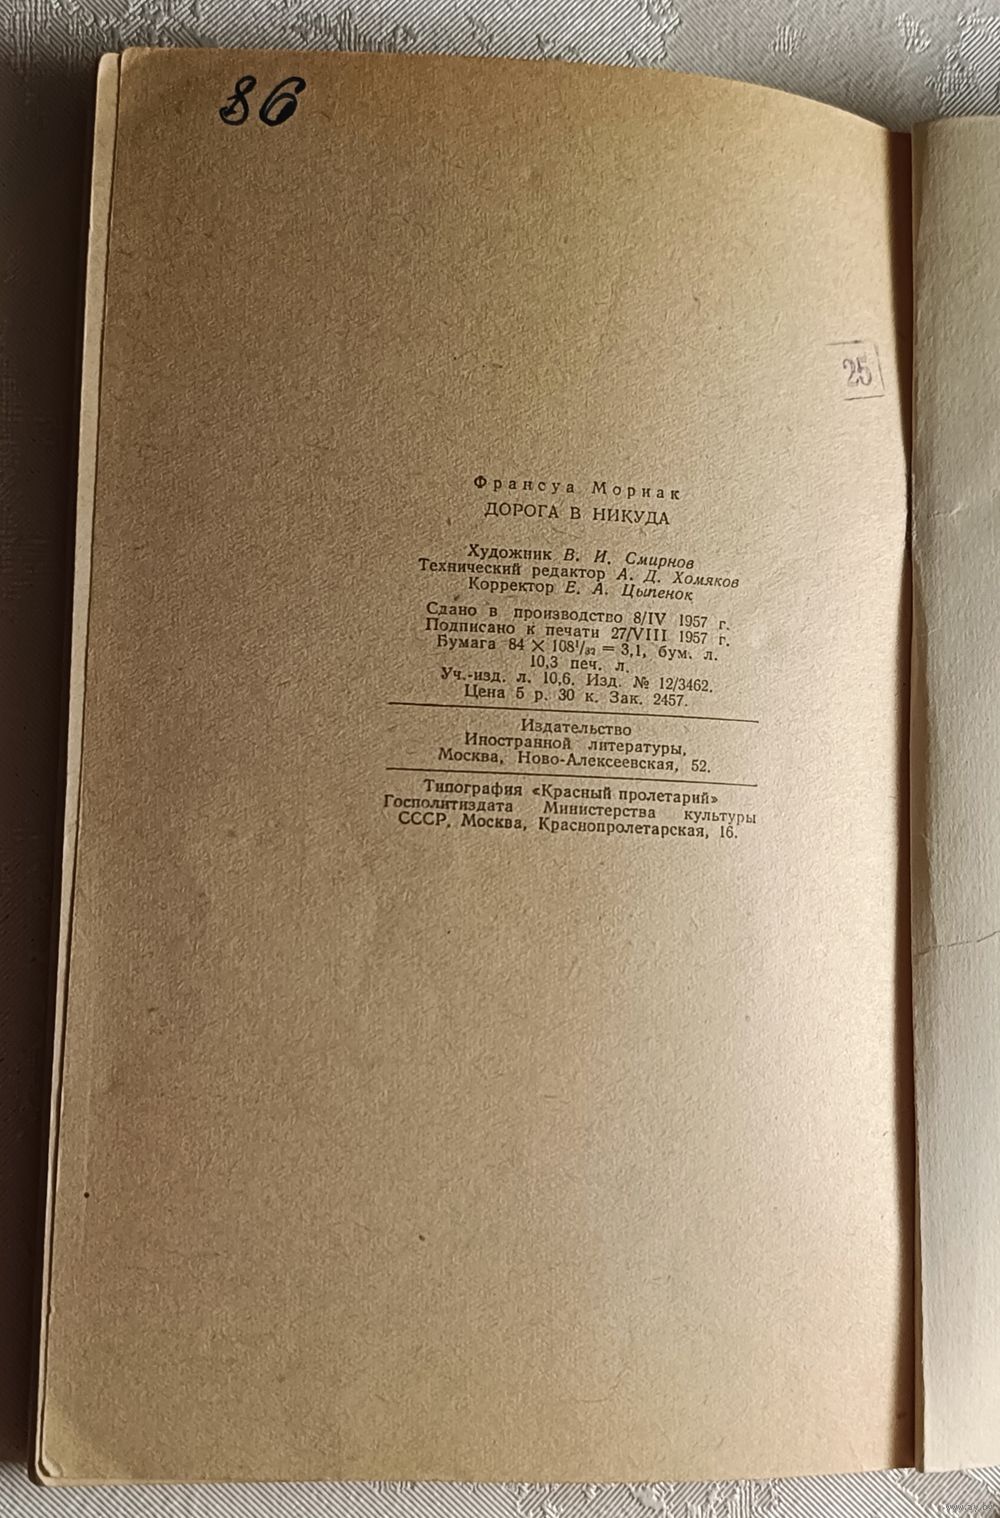 86
25
Франсуа Мориак
ДОРОГА В НИКУДА
Художник В. И. Смирнов
Технический редактор А. Д. Хомяков
Корректор Е. А. Цыпенок
Сдано в производство 8/IV 1957 г.
Подписано к печати 27/VIII 1957 г.
Бумага 84 × 108¹/₃₂ = 3,1, бум. л.
10,3 печ. л.
Уч.-изд. л. 10,6. Изд. № 12/3462.
Цена 5 р. 30 к. Зак. 2457.
Издательство
Иностранной литературы,
Москва, Ново-Алексеевская, 52.
Типография «Красный пролетарий»
Госполитиздата Министерства культуры
СССР, Москва, Краснопролетарская, 16.
www.ay.by